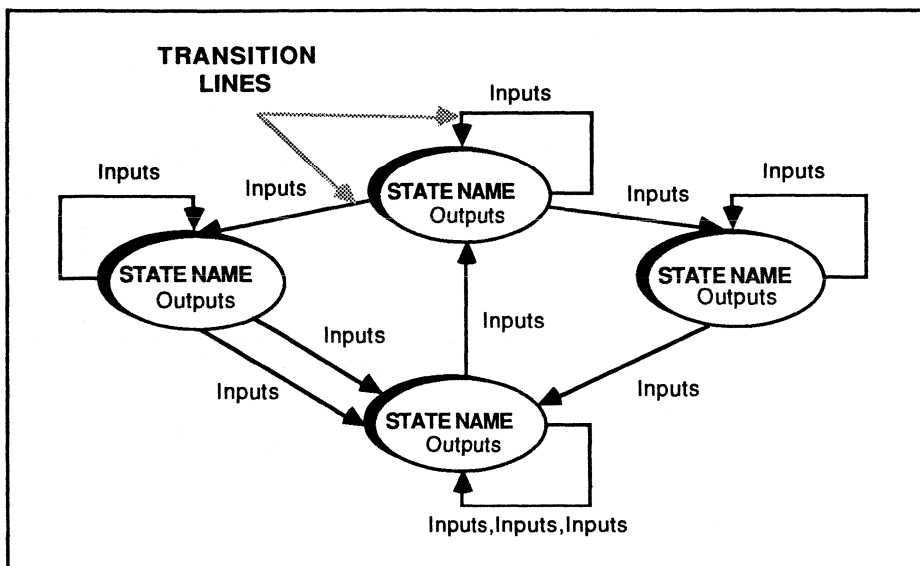 TRANSITION
LINES
Inputs
Inputs
Inputs
Inputs
Inputs
STATE NAME
Outputs
STATE NAME
Outputs
STATE NAME
Outputs
Inputs
Inputs
Inputs
Inputs
STATE NAME
Outputs
Inputs,Inputs,Inputs